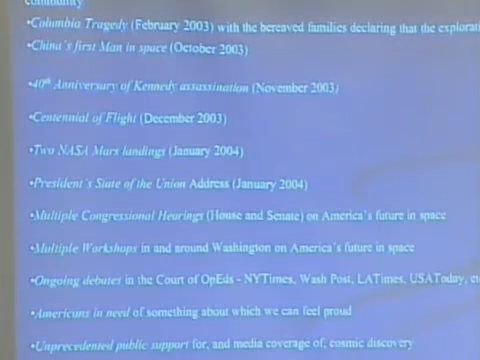 community
•Columbia Tragedy (February 2003) with the bereaved families declaring that the
•China's first Man in space (October 2003)
•40th Anniversary of Kennedy assassination (November 2003)
•Centennial of Flight (December 2003)
•Two NASA Mars landings (January 2004)
•President's State of the Union Address (January 2004)
•Multiple Congressional Hearings (House and Senate) on America's future in space
•Multiple Workshops in and around Washington on America's future in space
•Ongoing debates in the Court of OpEds - NYTimes, Wash Post, LATimes, USAToday,
•Americans in need of something about which we can feel proud
•Unprecedented public support for, and media coverage of, cosmic discovery